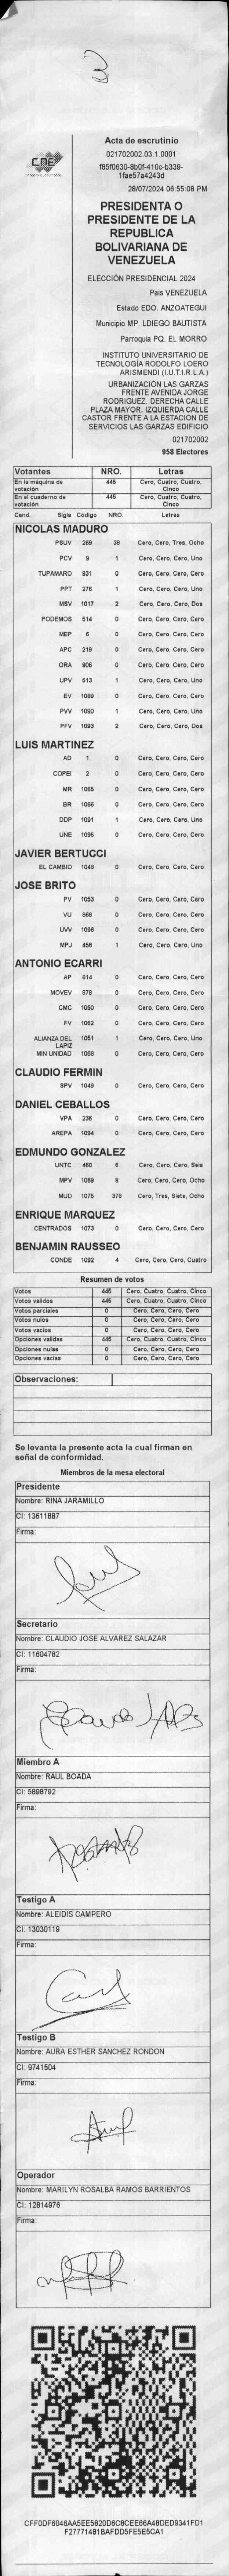 3
CNE
Acta de escrutinio
021702002.03.1.0001
f85f0630-8b0f-410c-b339-
1fae57a4243d
28/07/2024 06:55:08 PM
PRESIDENTA O
PRESIDENTE DE LA
REPUBLICA
BOLIVARIANA DE
VENEZUELA
ELECCIÓN PRESIDENCIAL 2024
Pais VENEZUELA
Estado EDO. ANZOATEGUI
Municipio MP. LDIEGO BAUTISTA
Parroquia PQ. EL MORRO
INSTITUTO UNIVERSITARIO DE
TECNOLOGÍA RODOLFO LOERO
ARISMENDI (I.U.T.I.R.L.A.)
URBANIZACIÓN LAS GARZAS
FRENTE AVENIDA JORGE
RODRIGUEZ. DERECHA CALLE
PLAZA MAYOR. IZQUIERDA CALLE
CASTOR FRENTE A LA ESTACIÓN DE
SERVICIOS LAS GARZAS EDIFICIO
021702002
958 Electores
Votantes NRO. Letras
En la máquina de votación 445 Cero, Cuatro, Cuatro, Cinco
En el cuaderno de votación 445 Cero, Cuatro, Cuatro, Cinco
Cand. Sigla Código NRO. Letras
NICOLAS MADURO
PSUV 269 38 Cero, Cero, Tres, Ocho
PCV 9 1 Cero, Cero, Cero, Uno
TUPAMARO 931 0 Cero, Cero, Cero, Cero
PPT 276 1 Cero, Cero, Cero, Uno
MSV 1017 2 Cero, Cero, Cero, Dos
PODEMOS 514 0 Cero, Cero, Cero, Cero
MEP 6 0 Cero, Cero, Cero, Cero
APC 219 0 Cero, Cero, Cero, Cero
ORA 906 0 Cero, Cero, Cero, Cero
UPV 513 1 Cero, Cero, Cero, Uno
EV 1089 0 Cero, Cero, Cero, Cero
PVV 1090 1 Cero, Cero, Cero, Uno
PFV 1093 2 Cero, Cero, Cero, Dos
LUIS MARTINEZ
AD 1 0 Cero, Cero, Cero, Cero
COPEI 2 0 Cero, Cero, Cero, Cero
MR 1065 0 Cero, Cero, Cero, Cero
BR 1066 0 Cero, Cero, Cero, Cero
DDP 1091 1 Cero, Cero, Cero, Uno
UNE 1095 0 Cero, Cero, Cero, Cero
JAVIER BERTUCCI
EL CAMBIO 1046 0 Cero, Cero, Cero, Cero
JOSE BRITO
PV 1053 0 Cero, Cero, Cero, Cero
VU 868 0 Cero, Cero, Cero, Cero
UVV 1096 0 Cero, Cero, Cero, Cero
MPJ 458 1 Cero, Cero, Cero, Uno
ANTONIO ECARRI
AP 814 0 Cero, Cero, Cero, Cero
MOVEV 678 0 Cero, Cero, Cero, Cero
CMC 1050 0 Cero, Cero, Cero, Cero
FV 1062 0 Cero, Cero, Cero, Cero
ALIANZA DEL LAPIZ 1051 1 Cero, Cero, Cero, Uno
MIN UNIDAD 1068 0 Cero, Cero, Cero, Cero
CLAUDIO FERMIN
SPV 1049 0 Cero, Cero, Cero, Cero
DANIEL CEBALLOS
VPA 236 0 Cero, Cero, Cero, Cero
AREPA 1094 0 Cero, Cero, Cero, Cero
EDMUNDO GONZALEZ
UNTC 460 6 Cero, Cero, Cero, Seis
MPV 1069 8 Cero, Cero, Cero, Ocho
MUD 1075 378 Cero, Tres, Siete, Ocho
ENRIQUE MARQUEZ
CENTRADOS 1073 0 Cero, Cero, Cero, Cero
BENJAMIN RAUSSEO
CONDE 1092 4 Cero, Cero, Cero, Cuatro
Resumen de votos
Votos 445 Cero, Cuatro, Cuatro, Cinco
Votos validos 445 Cero, Cuatro, Cuatro, Cinco
Votos parciales 0 Cero, Cero, Cero, Cero
Votos nulos 0 Cero, Cero, Cero, Cero
Votos vacios 0 Cero, Cero, Cero, Cero
Opciones validas 445 Cero, Cuatro, Cuatro, Cinco
Opciones nulas 0 Cero, Cero, Cero, Cero
Opciones vacias 0 Cero, Cero, Cero, Cero
Observaciones:
Se levanta la presente acta la cual firman en
señal de conformidad.
Miembros de la mesa electoral
Presidente
Nombre: RINA JARAMILLO
CI: 13611887
Firma:
Secretario
Nombre: CLAUDIO JOSE ALVAREZ SALAZAR
CI: 11604762
Firma:
Miembro A
Nombre: RAUL BOADA
CI: 5898792
Firma:
Testigo A
Nombre: ALEIDIS CAMPERO
CI: 13030119
Firma:
Testigo B
Nombre: AURA ESTHER SANCHEZ RONDON
CI: 9741504
Firma:
Operador
Nombre: MARILYN ROSALBA RAMOS BARRIENTOS
CI: 12814976
Firma:
CFF0DF6046AA5EE5820D6C8CEE66A48DED9341FD1
F27771481BAFDD5FE5E5CA1